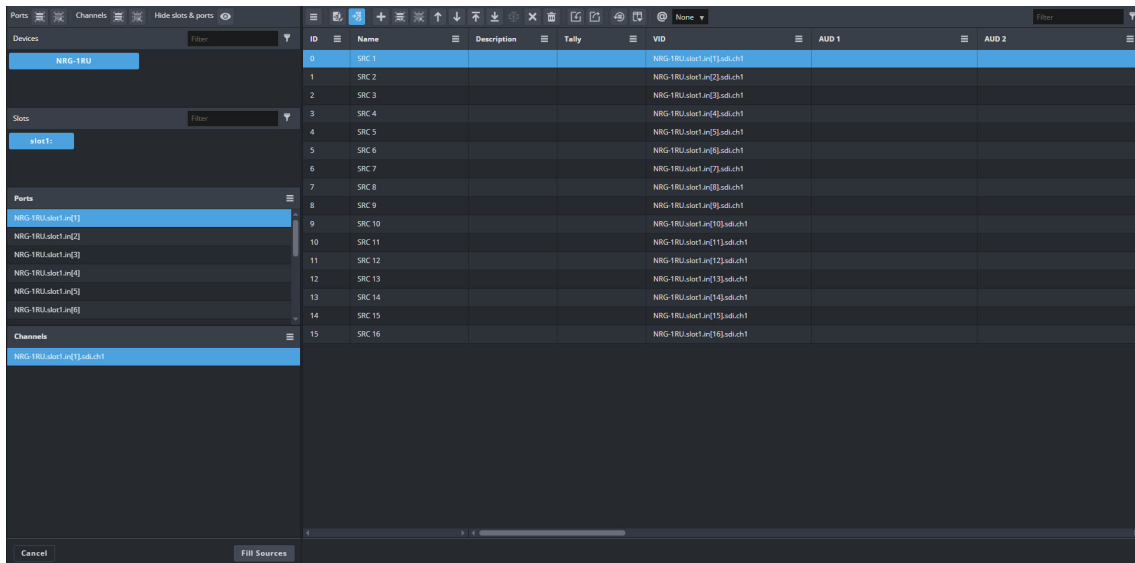 Ports Channels Hide slots & ports @ None Filter
Devices Filter
NRG-1RU
Slots Filter
slot1:
Ports
NRG-1RU.slot1.in[1]
NRG-1RU.slot1.in[2]
NRG-1RU.slot1.in[3]
NRG-1RU.slot1.in[4]
NRG-1RU.slot1.in[5]
NRG-1RU.slot1.in[6]
Channels
NRG-1RU.slot1.in[1].sdi.ch1
Cancel Fill Sources
ID Name Description Tally VID AUD 1 AUD 2
0 SRC 1 NRG-1RU.slot1.in[1].sdi.ch1
1 SRC 2 NRG-1RU.slot1.in[2].sdi.ch1
2 SRC 3 NRG-1RU.slot1.in[3].sdi.ch1
3 SRC 4 NRG-1RU.slot1.in[4].sdi.ch1
4 SRC 5 NRG-1RU.slot1.in[5].sdi.ch1
5 SRC 6 NRG-1RU.slot1.in[6].sdi.ch1
6 SRC 7 NRG-1RU.slot1.in[7].sdi.ch1
7 SRC 8 NRG-1RU.slot1.in[8].sdi.ch1
8 SRC 9 NRG-1RU.slot1.in[9].sdi.ch1
9 SRC 10 NRG-1RU.slot1.in[10].sdi.ch1
10 SRC 11 NRG-1RU.slot1.in[11].sdi.ch1
11 SRC 12 NRG-1RU.slot1.in[12].sdi.ch1
12 SRC 13 NRG-1RU.slot1.in[13].sdi.ch1
13 SRC 14 NRG-1RU.slot1.in[14].sdi.ch1
14 SRC 15 NRG-1RU.slot1.in[15].sdi.ch1
15 SRC 16 NRG-1RU.slot1.in[16].sdi.ch1